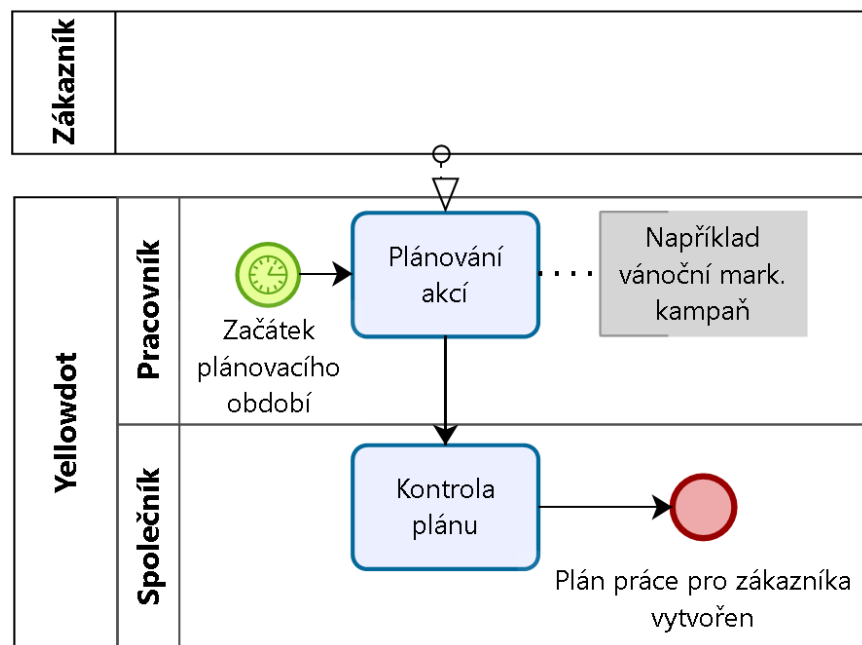 Zákazník
Yellowdot
Pracovník
Začátek
plánovacího
období
Plánování
akcí
Například
vánoční mark.
kampaň
Společník
Kontrola
plánu
Plán práce pro zákazníka
vytvořen